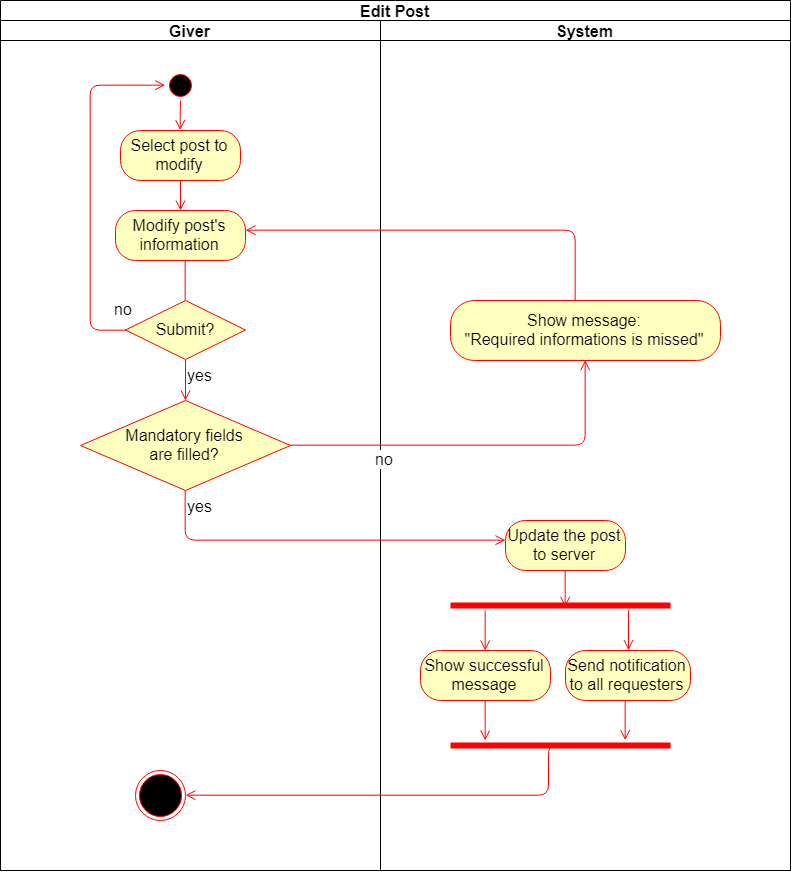 Edit Post
Giver
System
Select post to
modify
Modify post's
information
no
Submit?
Show message:
"Required informations is missed"
yes
Mandatory fields
are filled?
no
yes
Update the post
to server
Show successful
message
Send notification
to all requesters